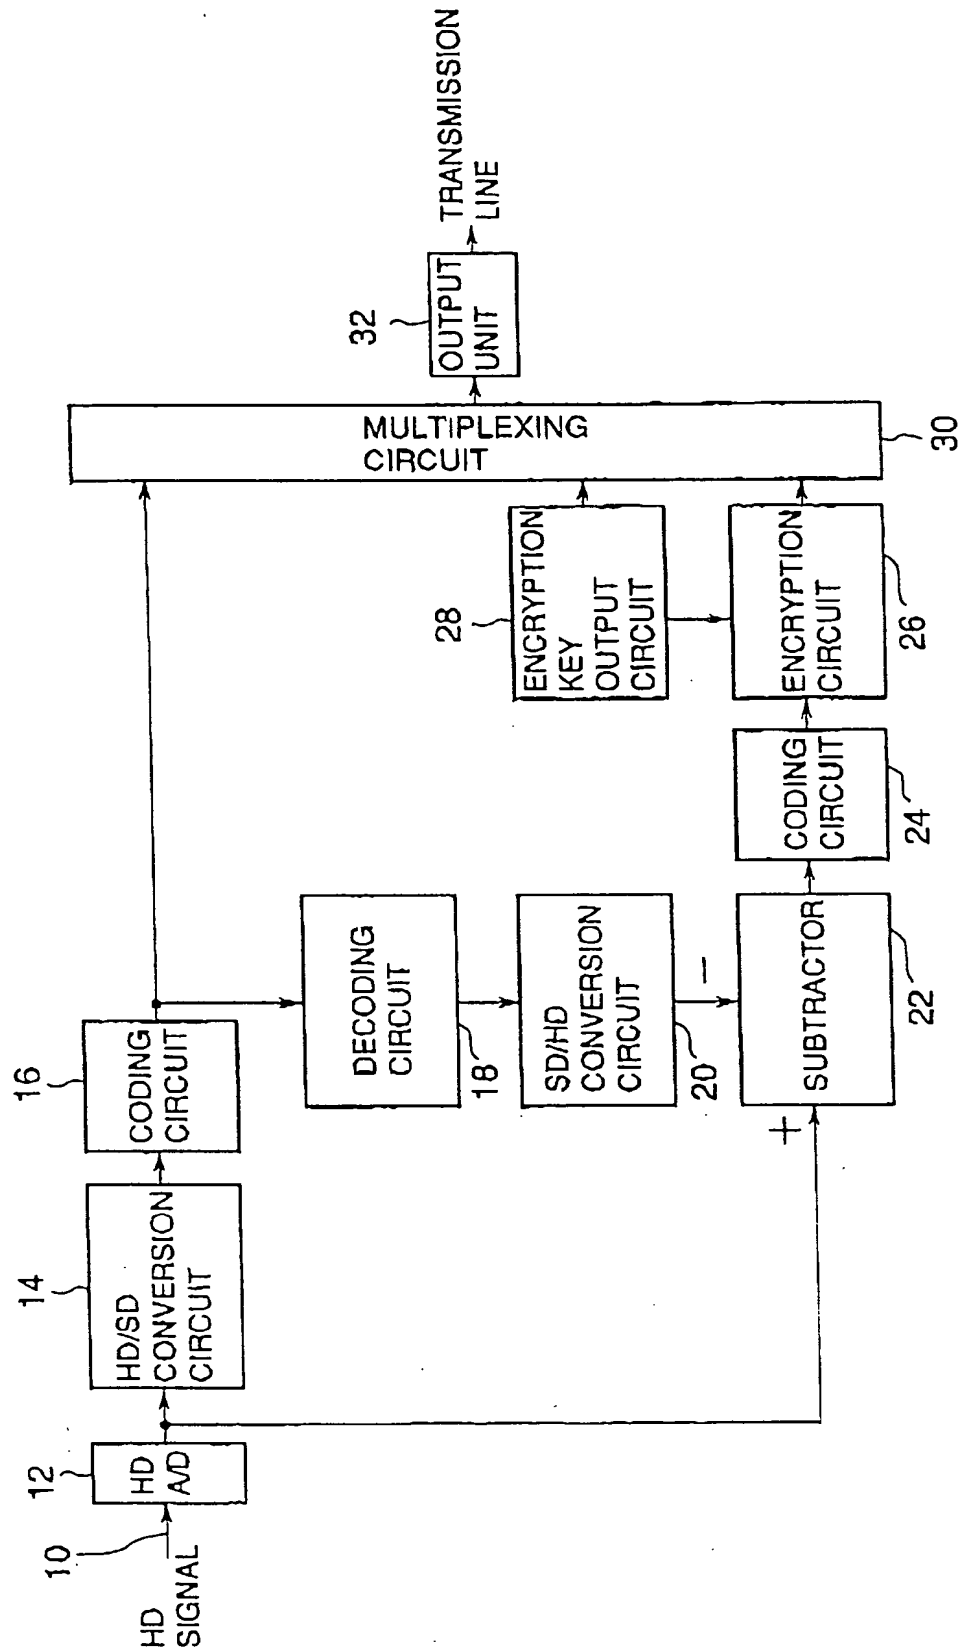 HD
SIGNAL
10
12
HD
A/D
14
HD/SD
CONVERSION
CIRCUIT
16
CODING
CIRCUIT
DECODING
CIRCUIT
18
SD/HD
CONVERSION
CIRCUIT
20
−
+
SUBTRACTOR
22
CODING
CIRCUIT
24
28
ENCRYPTION
KEY
OUTPUT
CIRCUIT
ENCRYPTION
CIRCUIT
26
MULTIPLEXING
CIRCUIT
30
32
OUTPUT
UNIT
TRANSMISSION
LINE